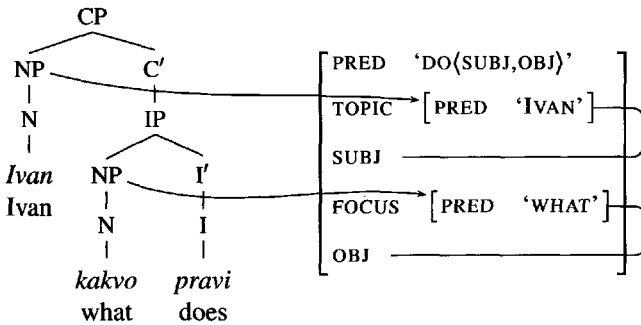 CP
NP C′
N IP
Ivan NP I′
Ivan N I
kakvo pravi
what does
PRED ‘DO⟨SUBJ,OBJ⟩’
TOPIC [PRED ‘IVAN’]
SUBJ
FOCUS [PRED ‘WHAT’]
OBJ